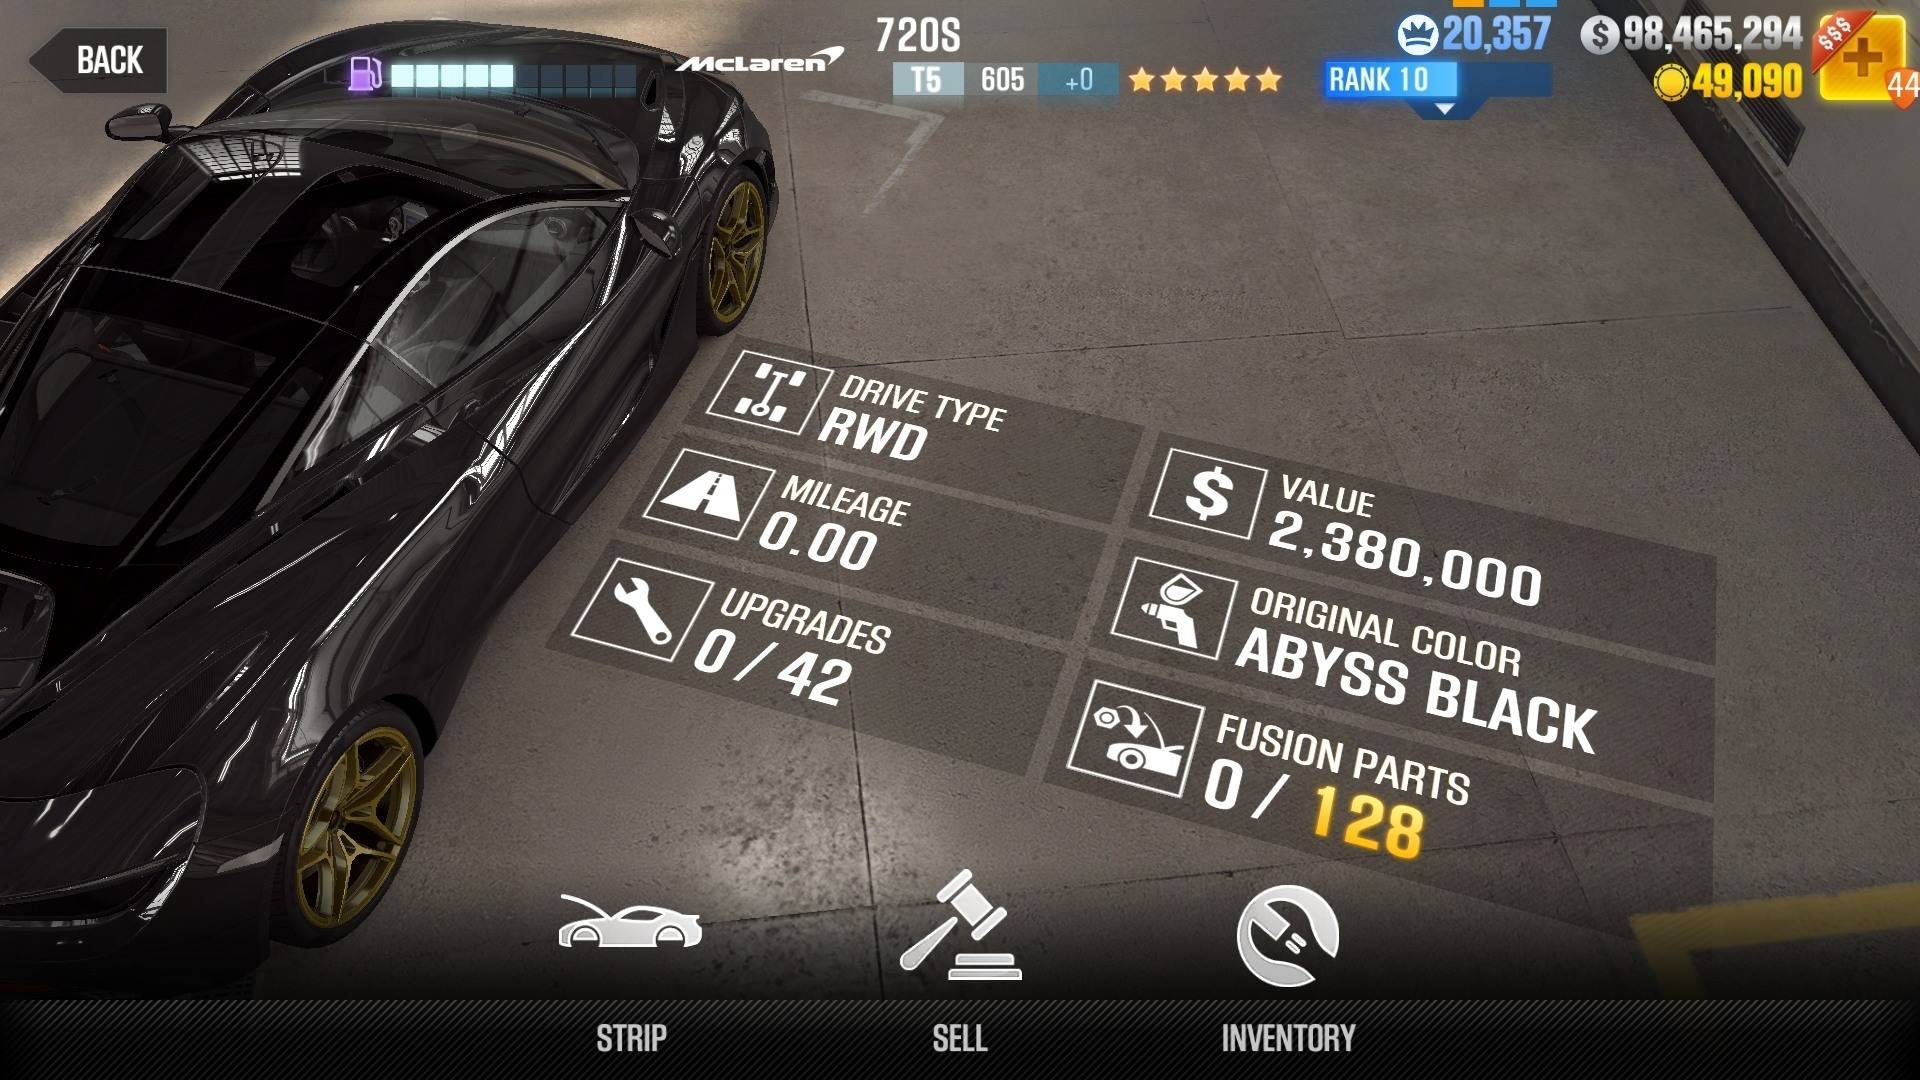 BACK
McLaren
720S
T5 605 +0
RANK 10
20,357
$ 98,465,294
49,090
$$$
44
DRIVE TYPE
RWD
MILEAGE
0.00
UPGRADES
0/42
$ VALUE
2,380,000
ORIGINAL COLOR
ABYSS BLACK
FUSION PARTS
0/ 128
STRIP
SELL
INVENTORY